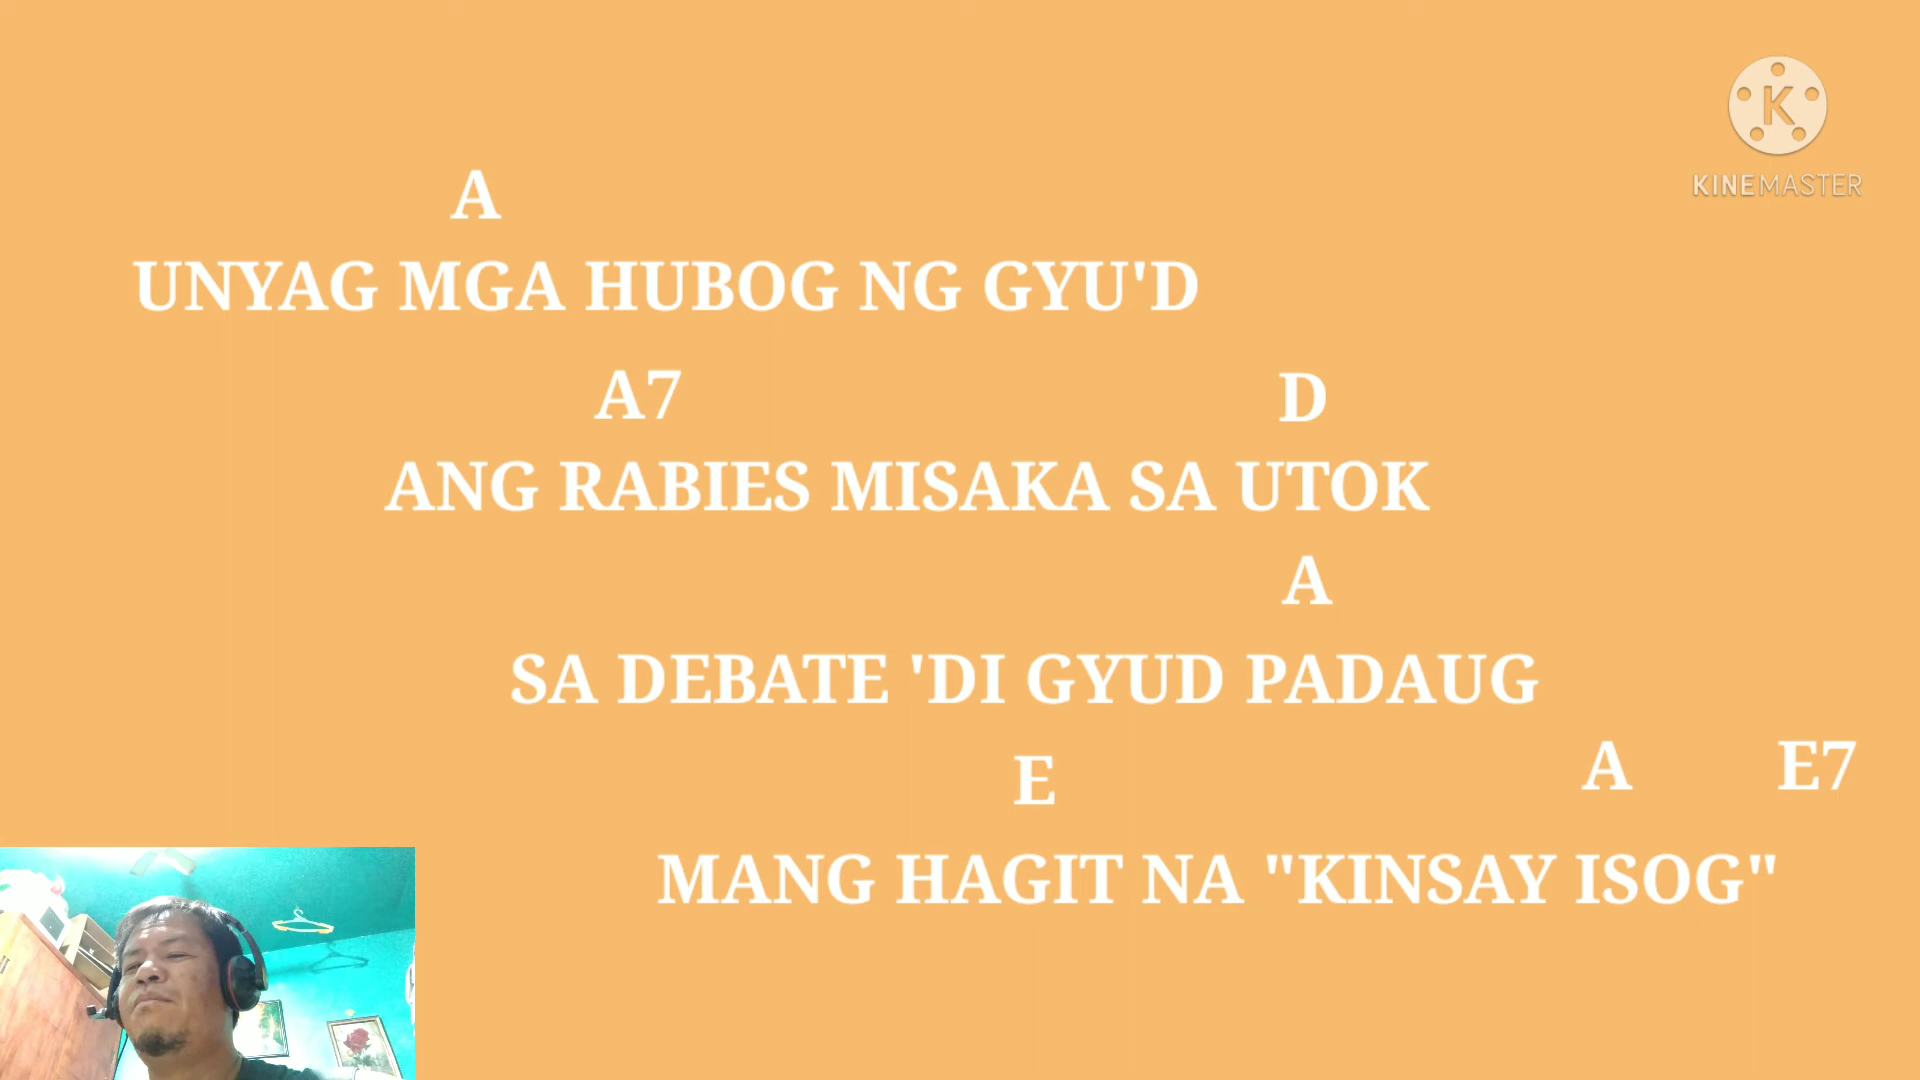 K
KINEMASTER
A
UNYAG MGA HUBOG NG GYU'D
A7 D
ANG RABIES MISAKA SA UTOK
A
SA DEBATE 'DI GYUD PADAUG
E A E7
MANG HAGIT NA "KINSAY ISOG"